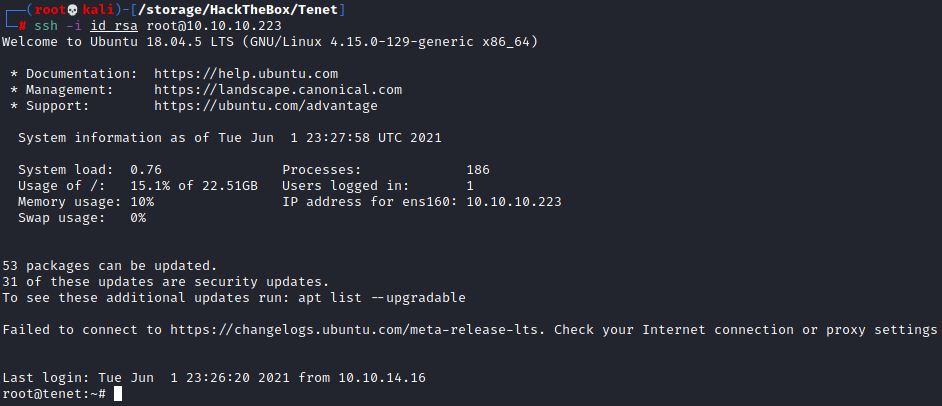 ┌──(root💀kali)-[/storage/HackTheBox/Tenet]
└─# ssh -i id_rsa root@10.10.10.223
Welcome to Ubuntu 18.04.5 LTS (GNU/Linux 4.15.0-129-generic x86_64)
* Documentation:  https://help.ubuntu.com
* Management:     https://landscape.canonical.com
* Support:        https://ubuntu.com/advantage
System information as of Tue Jun  1 23:27:58 UTC 2021
System load:  0.76               Processes:             186
Usage of /:   15.1% of 22.51GB   Users logged in:       1
Memory usage: 10%                IP address for ens160: 10.10.10.223
Swap usage:   0%
53 packages can be updated.
31 of these updates are security updates.
To see these additional updates run: apt list --upgradable
Failed to connect to https://changelogs.ubuntu.com/meta-release-lts. Check your Internet connection or proxy settings
Last login: Tue Jun  1 23:26:20 2021 from 10.10.14.16
root@tenet:~#